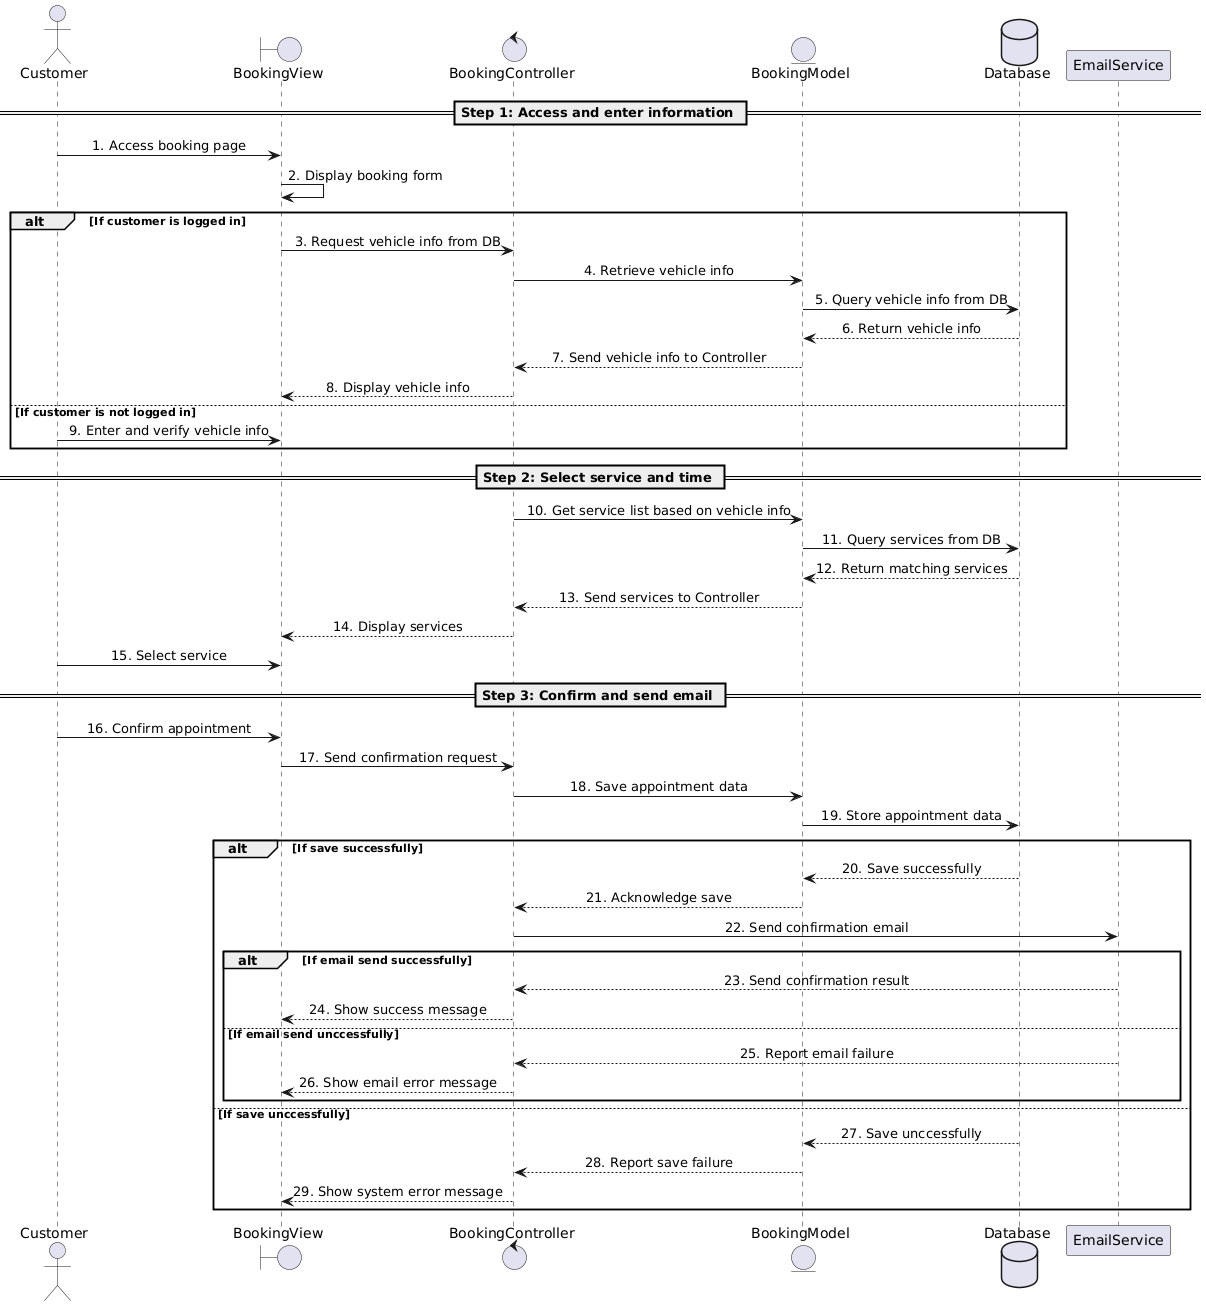 Customer
BookingView
BookingController
BookingModel
Database
EmailService
Step 1: Access and enter information
1. Access booking page
2. Display booking form
alt
[If customer is logged in]
3. Request vehicle info from DB
4. Retrieve vehicle info
5. Query vehicle info from DB
6. Return vehicle info
7. Send vehicle info to Controller
8. Display vehicle info
[If customer is not logged in]
9. Enter and verify vehicle info
Step 2: Select service and time
10. Get service list based on vehicle info
11. Query services from DB
12. Return matching services
13. Send services to Controller
14. Display services
15. Select service
Step 3: Confirm and send email
16. Confirm appointment
17. Send confirmation request
18. Save appointment data
19. Store appointment data
alt
[If save successfully]
20. Save successfully
21. Acknowledge save
22. Send confirmation email
alt
[If email send successfully]
23. Send confirmation result
24. Show success message
[If email send unccessfully]
25. Report email failure
26. Show email error message
[If save unccessfully]
27. Save unccessfully
28. Report save failure
29. Show system error message
Customer
BookingView
BookingController
BookingModel
Database
EmailService